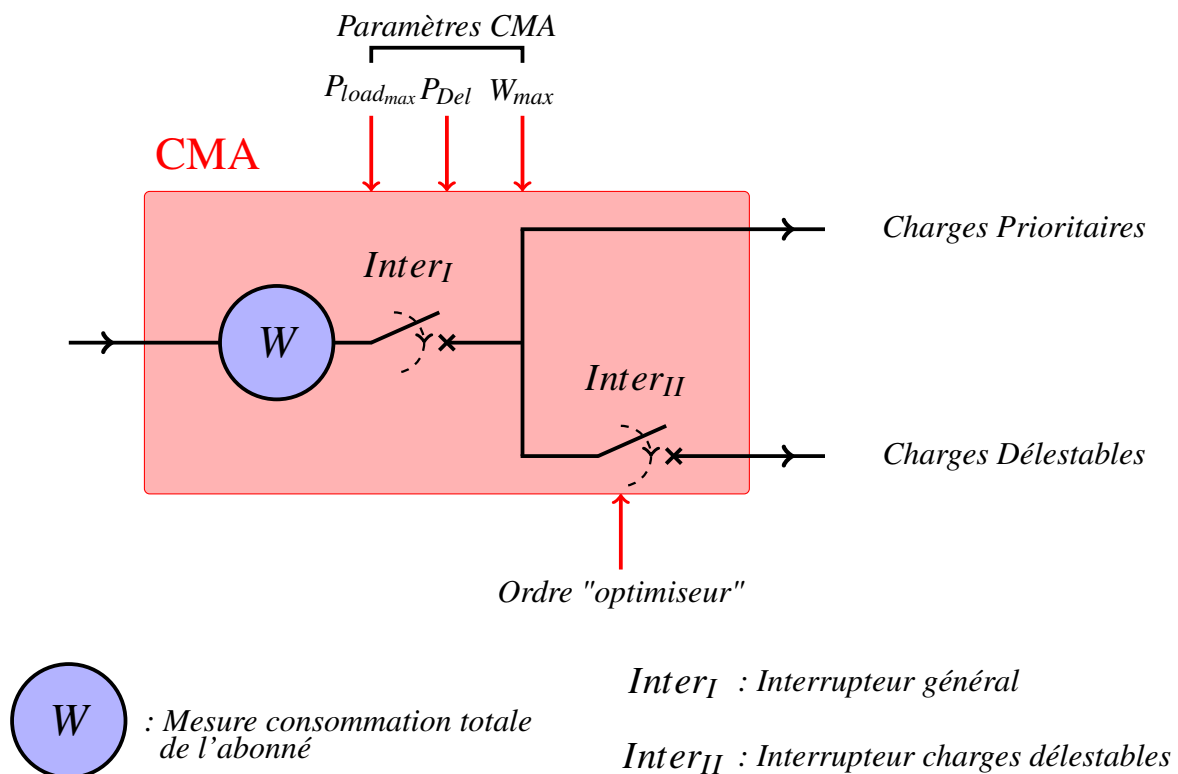 Paramètres CMA
P_load_max P_Del W_max
CMA
Charges Prioritaires
Inter_I
W
Inter_II
Charges Délestables
Ordre "optimiseur"
W : Mesure consommation totale
de l'abonné
Inter_I : Interrupteur général
Inter_II : Interrupteur charges délestables